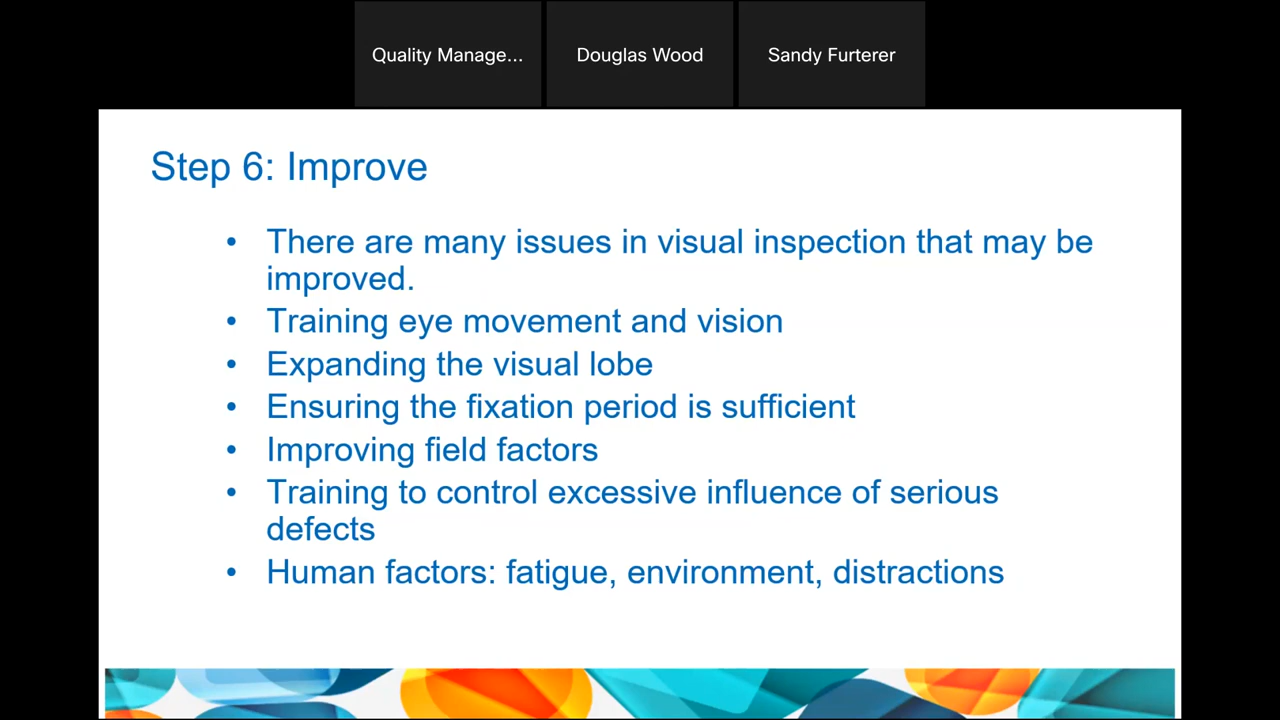 Quality Manage...
Douglas Wood
Sandy Furterer
Step 6: Improve
• There are many issues in visual inspection that may be
improved.
• Training eye movement and vision
• Expanding the visual lobe
• Ensuring the fixation period is sufficient
• Improving field factors
• Training to control excessive influence of serious
defects
• Human factors: fatigue, environment, distractions